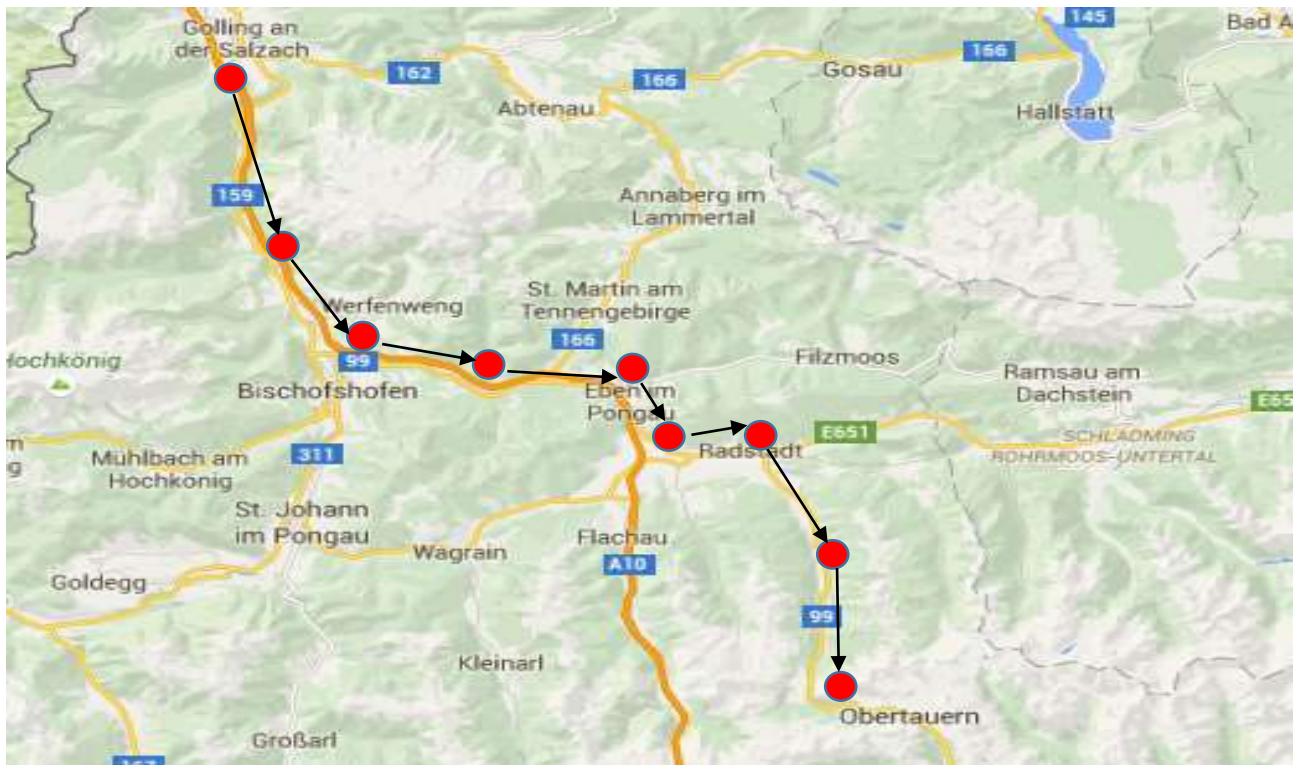 145
Golling an
der Salzach
Bad A
166
162
166
Gosau
Abtenau
Hallstatt
159
Annaberg im
Lammertal
St. Martin am
Tennengebirge
Werfenweng
166
Hochkönig
99
Filzmoos
Bischofshofen
Eben im
Pongau
Ramsau am
Dachstein
E65
E651
SCHLADMING
ROHRMOOS-UNTERTAL
Radstadt
311
Mühlbach am
Hochkönig
St. Johann
im Pongau
Wagrain
Flachau
A10
Goldegg
99
Kleinarl
Obertauern
Großarl